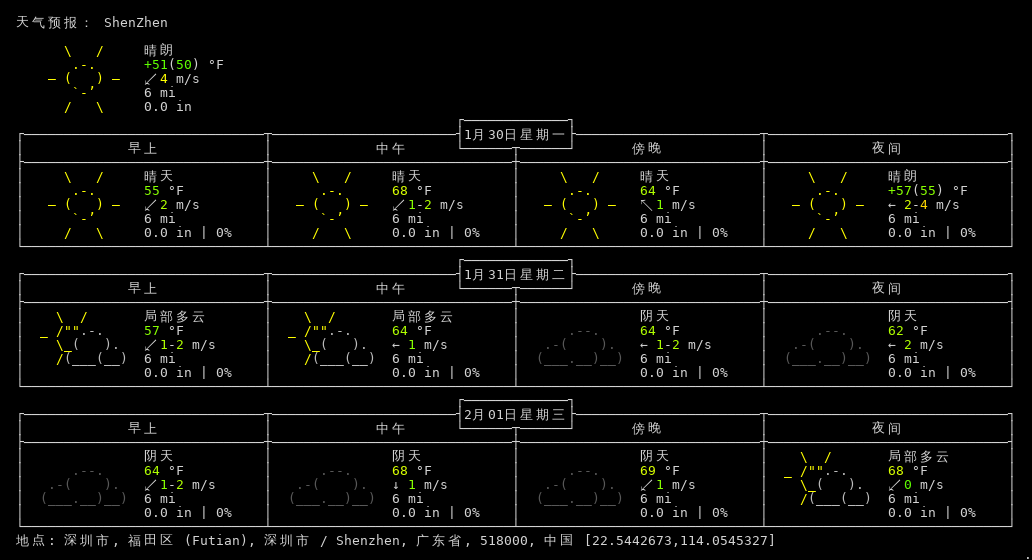 天气预报： ShenZhen
晴朗
+51(50) °F
↙ 4 m/s
6 mi
0.0 in
1月30日星期一
早上 中午 傍晚 夜间
晴天 晴天 晴天 晴朗
55 °F 68 °F 64 °F +57(55) °F
↙ 2 m/s ↙ 1-2 m/s ↖ 1 m/s ← 2-4 m/s
6 mi 6 mi 6 mi 6 mi
0.0 in | 0% 0.0 in | 0% 0.0 in | 0% 0.0 in | 0%
1月31日星期二
早上 中午 傍晚 夜间
局部多云 局部多云 阴天 阴天
57 °F 64 °F 64 °F 62 °F
↙ 1-2 m/s ← 1 m/s ← 1-2 m/s ← 2 m/s
6 mi 6 mi 6 mi 6 mi
0.0 in | 0% 0.0 in | 0% 0.0 in | 0% 0.0 in | 0%
2月01日星期三
早上 中午 傍晚 夜间
阴天 阴天 阴天 局部多云
64 °F 68 °F 69 °F 68 °F
↙ 1-2 m/s ↓ 1 m/s ↙ 1 m/s ↙ 0 m/s
6 mi 6 mi 6 mi 6 mi
0.0 in | 0% 0.0 in | 0% 0.0 in | 0% 0.0 in | 0%
地点: 深圳市, 福田区 (Futian), 深圳市 / Shenzhen, 广东省, 518000, 中国 [22.5442673,114.0545327]